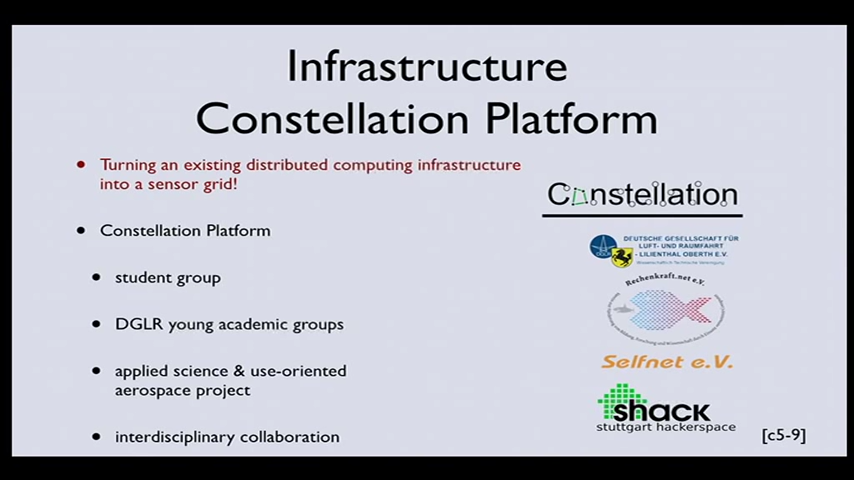 Infrastructure
Constellation Platform
• Turning an existing distributed computing infrastructure
into a sensor grid!
• Constellation Platform
• student group
• DGLR young academic groups
• applied science & use-oriented
aerospace project
• interdisciplinary collaboration
Constellation
DEUTSCHE GESELLSCHAFT FÜR
LUFT- UND RAUMFAHRT
- LILIENTHAL OBERTH E.V.
Rechenkraft.net e.V.
Selfnet e.V.
shack
stuttgart hackerspace
[c5-9]